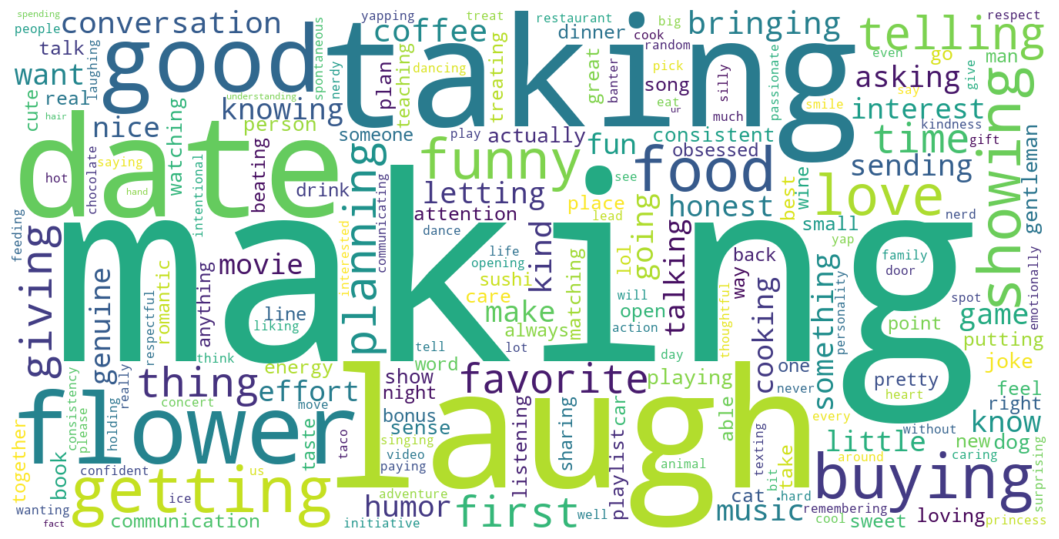 spending
people
conversation
good
taking
yapping
treat
restaurant
big
respect
talk
laughing
coffee
dinner
cook
random
bringing
telling
want
real
spontaneous
nerdy
plan
teaching
dancing
treating
great
song
pick
eat
ur
banter
much
silly
passionate
asking
even
say
go
give
man
cute
hair
understanding
knowing
smile
interest
kindness
gift
date
nice
watching
saying
person
beating
someone
play
actually
funny
fun
consistent
obsessed
food
sending
time
showing
gentleman
hot
chocolate
hand
intentional
drink
planning
communicating
letting
attention
see
place
lead
honest
best
wine
love
small
nerd
yap
feeding
giving
genuine
respectful
romantic
anything
movie
line
liking
interested
making
dance
life
opening
sushi
care
kind
lol
going
open
will
action
matching
talking
way
back
thoughtful
something
personality
family
door
spot
point
game
emotionally
putting
joke
think
tell
lot
make
always
word
day
cooking
one
never
pretty
heart
feel
right
without
flower
thing
really
consistency
please
holding
concert
move
energy
effort
show
night
favorite
playing
laugh
able
car
every
little
know
new
dog
caring
surprising
together
book
confident
wanting
fact
getting
communication
us
ice
taste
taco
bonus
sense
singing
video
paying
humor
adventure
initiative
first
well
listening
sharing
playlist
animal
cat
texting
bit
hard
take
music
around
cool
remembering
sweet
buying
loving
princess